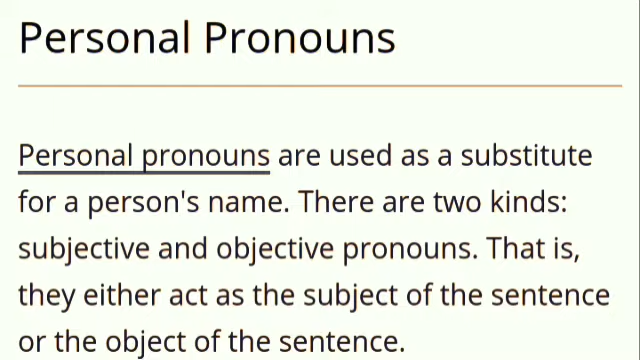 Personal Pronouns
Personal pronouns are used as a substitute
for a person's name. There are two kinds:
subjective and objective pronouns. That is,
they either act as the subject of the sentence
or the object of the sentence.